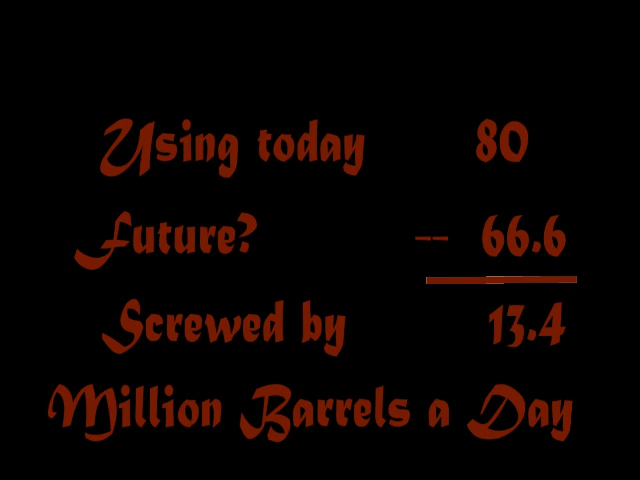 Using today 80
Future? -- 66.6
Screwed by 13.4
Million Barrels a Day